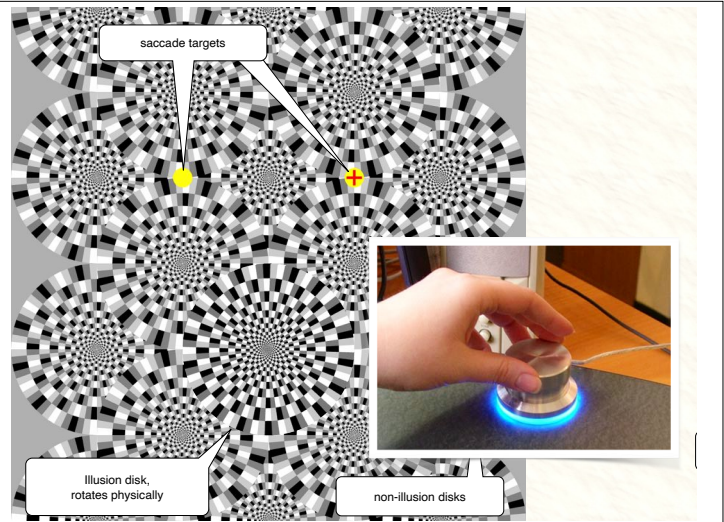 saccade targets
Illusion disk,
rotates physically
non-illusion disks